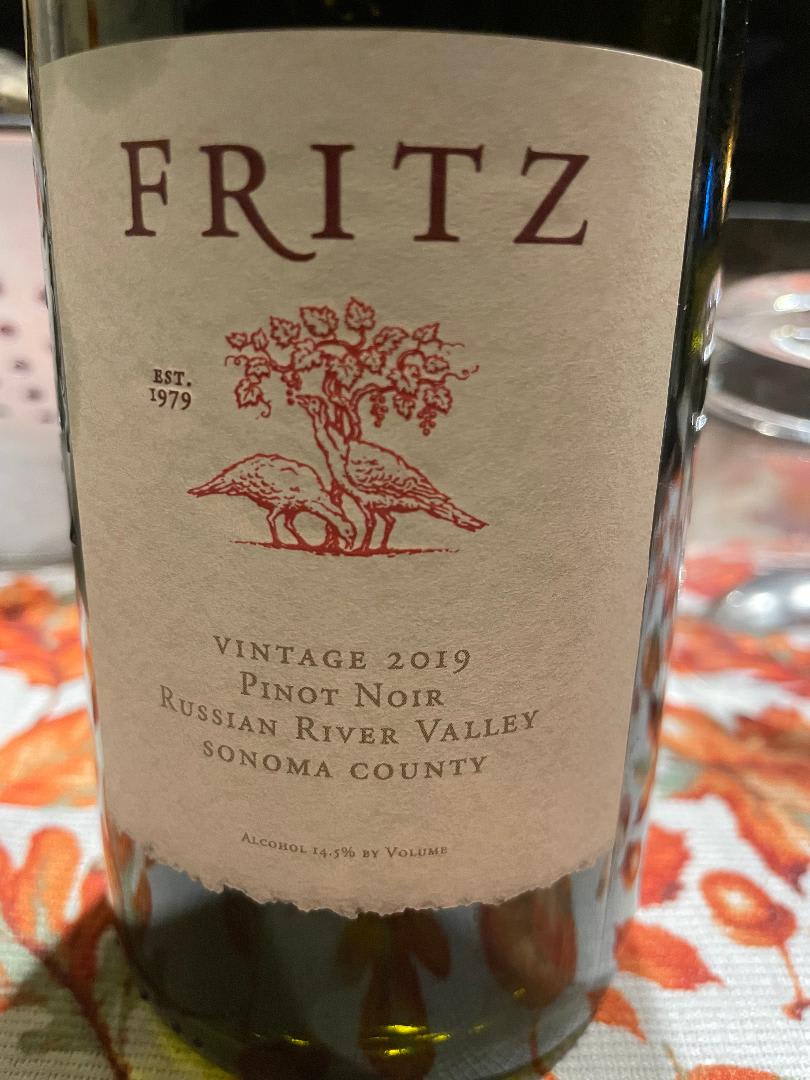 FRITZ
EST.
1979
VINTAGE 2019
PINOT NOIR
RUSSIAN RIVER VALLEY
SONOMA COUNTY
ALCOHOL 14.5% BY VOLUME